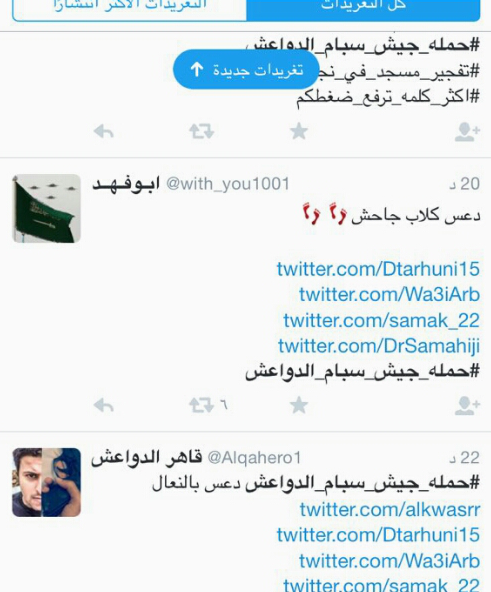 كل التغريدات
التغريدات الأكثر انتشارًا
#حمله_جيش_سبام_الدواعش
تغريدات جديدة ↑
#تفجير_مسجد_في_نج
#اكثر_كلمه_ترفع_ضغطكم
ابوفهد @with_you1001
20 د
دعس كلاب جاحش
twitter.com/Dtarhuni15
twitter.com/Wa3iArb
twitter.com/samak_22
twitter.com/DrSamahiji
#حمله_جيش_سبام_الدواعش
٦
قاهر الدواعش @Alqahero1
22 د
#حمله_جيش_سبام_الدواعش دعس بالنعال
twitter.com/alkwasrr
twitter.com/Dtarhuni15
twitter.com/Wa3iArb
twitter.com/samak_22